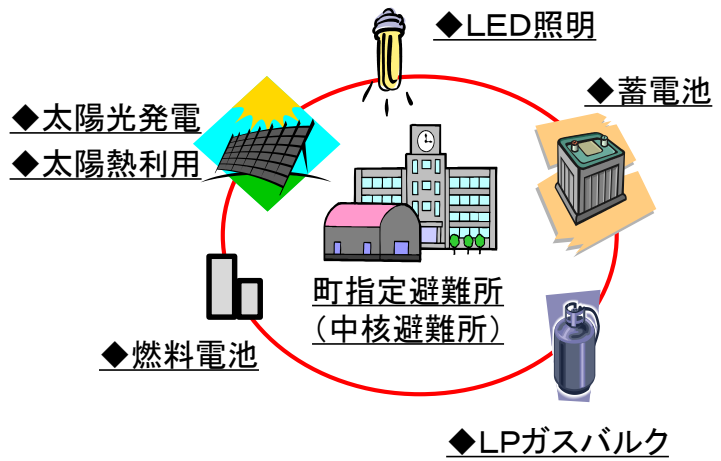 ◆LED照明
◆蓄電池
◆太陽光発電
◆太陽熱利用
町指定避難所
(中核避難所)
◆燃料電池
◆LPガスバルク